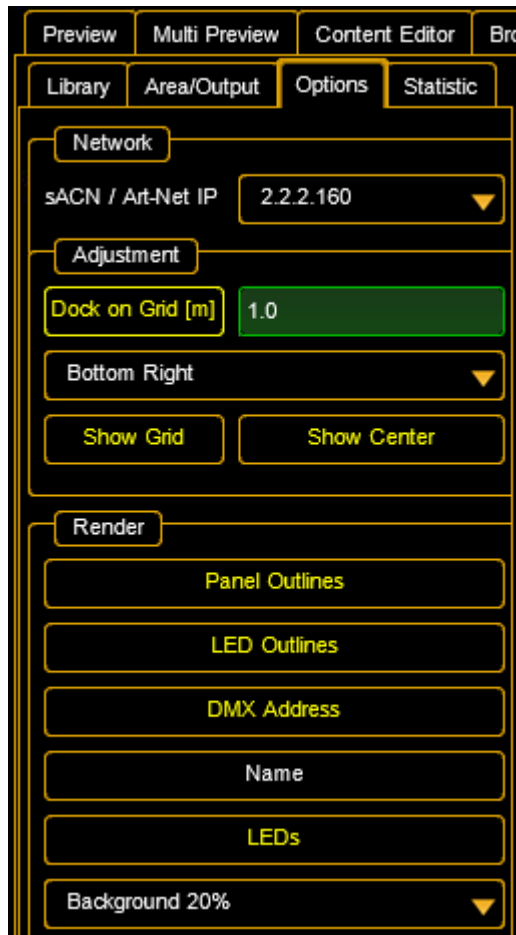 Preview Multi Preview Content Editor
Library Area/Output Options Statistic
Network
sACN / Art-Net IP 2.2.2.160
Adjustment
Dock on Grid [m] 1.0
Bottom Right
Show Grid Show Center
Render
Panel Outlines
LED Outlines
DMX Address
Name
LEDs
Background 20%